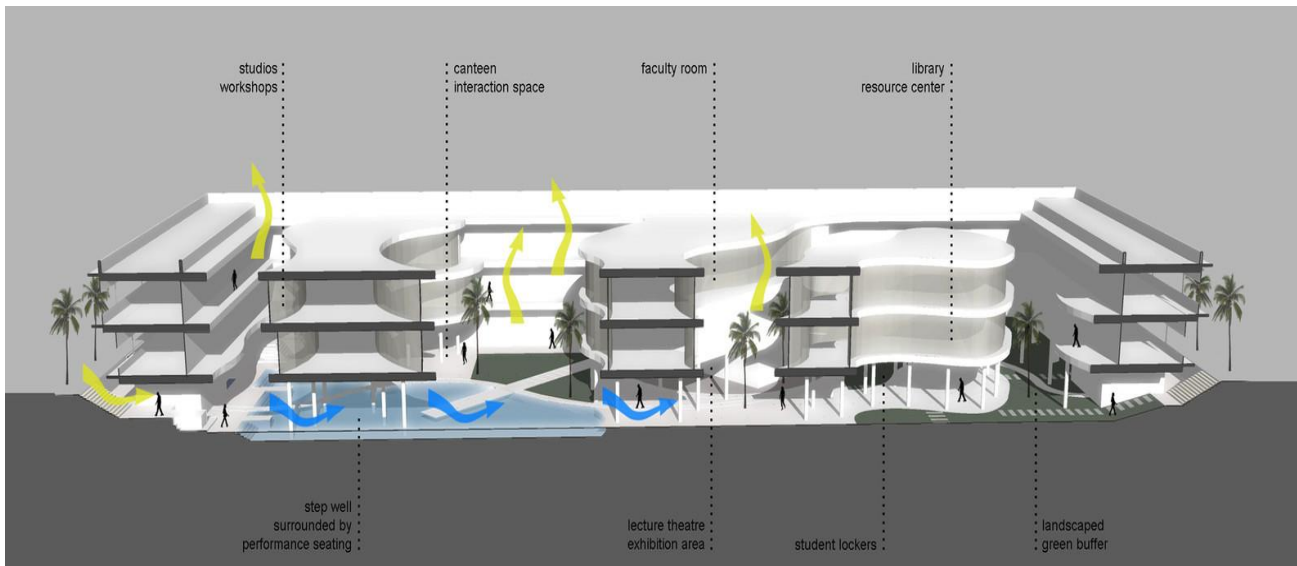 studios
workshops
canteen
interaction space
faculty room
library
resource center
step well
surrounded by
performance seating
lecture theatre
exhibition area
student lockers
landscaped
green buffer